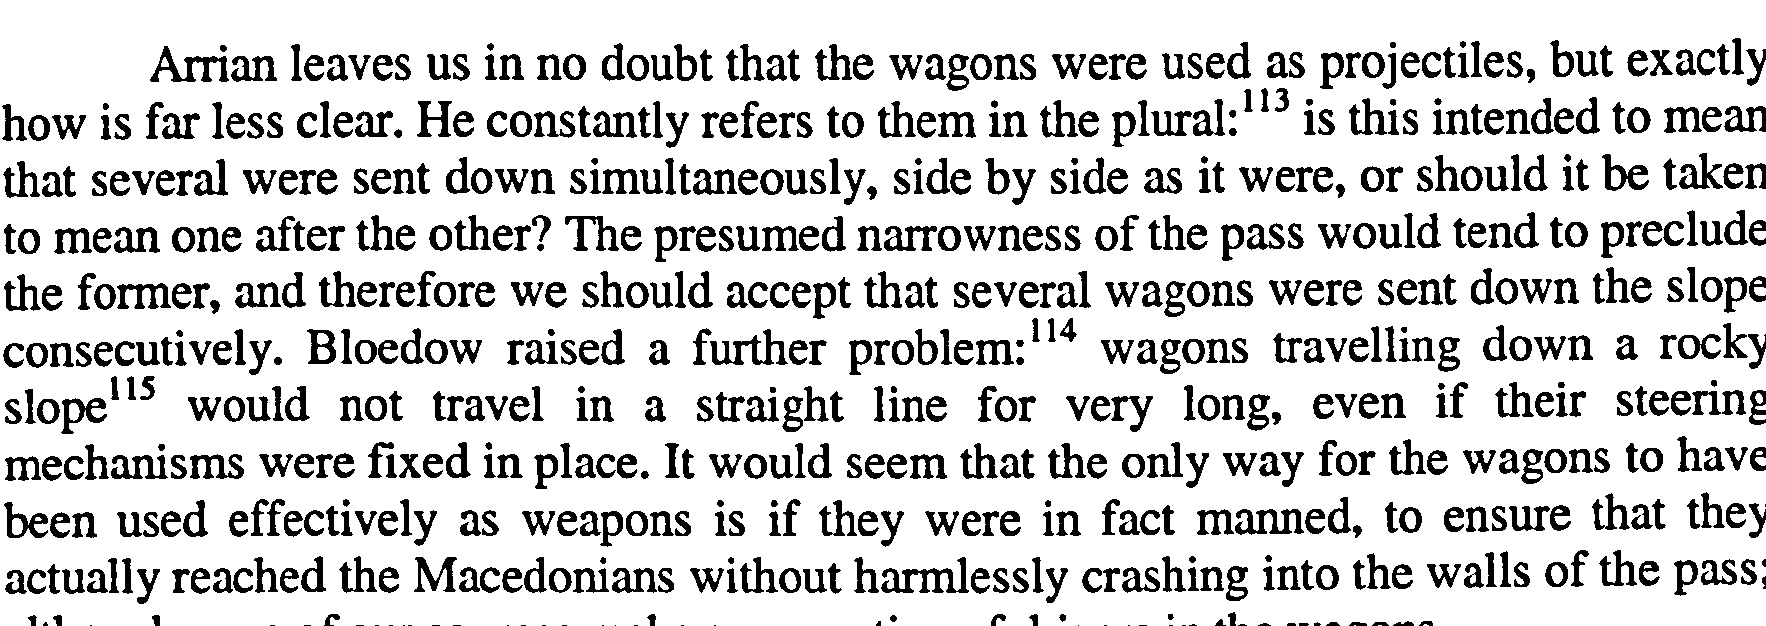 Arrian leaves us in no doubt that the wagons were used as projectiles, but exactly
how is far less clear. He constantly refers to them in the plural:113 is this intended to mean
that several were sent down simultaneously, side by side as it were, or should it be taken
to mean one after the other? The presumed narrowness of the pass would tend to preclude
the former, and therefore we should accept that several wagons were sent down the slope
consecutively. Bloedow raised a further problem:114 wagons travelling down a rocky
slope115 would not travel in a straight line for very long, even if their steering
mechanisms were fixed in place. It would seem that the only way for the wagons to have
been used effectively as weapons is if they were in fact manned, to ensure that they
actually reached the Macedonians without harmlessly crashing into the walls of the pass;
in the wagons